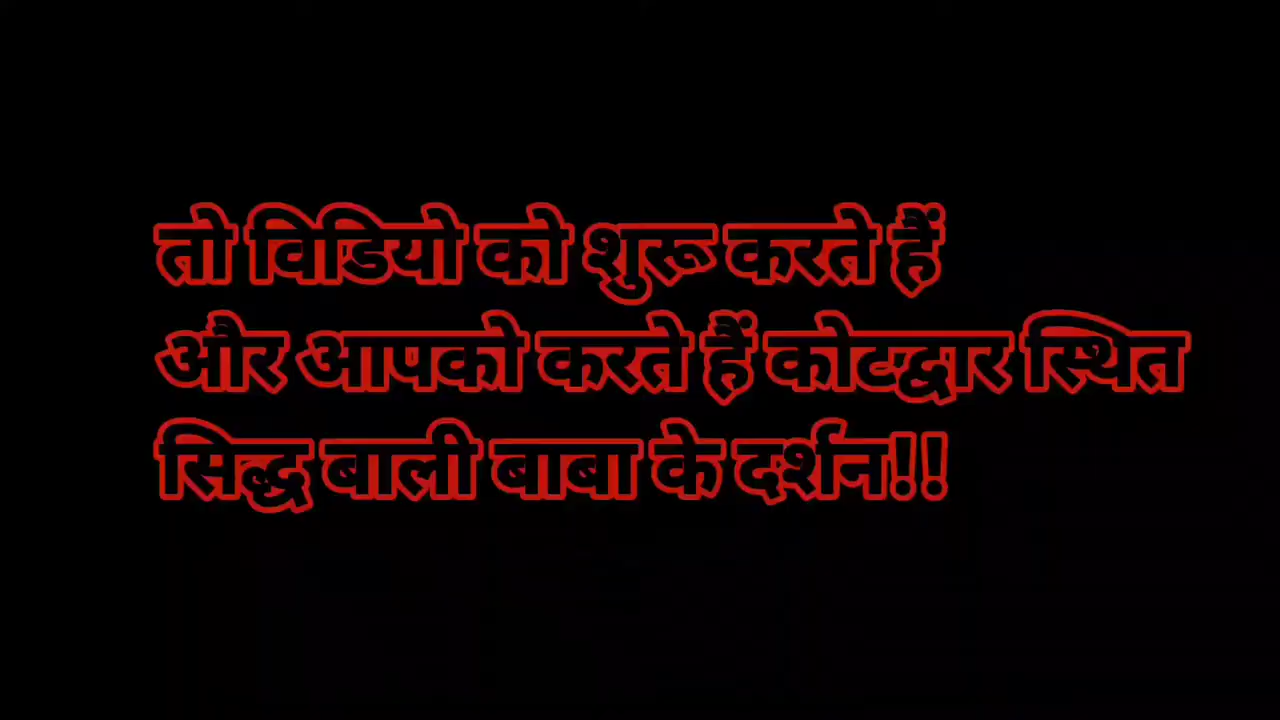 तो विडियो को शुरू करते हैं
और आपको करते हैं कोटद्वार स्थित
सिद्ध बाली बाबा के दर्शन!!